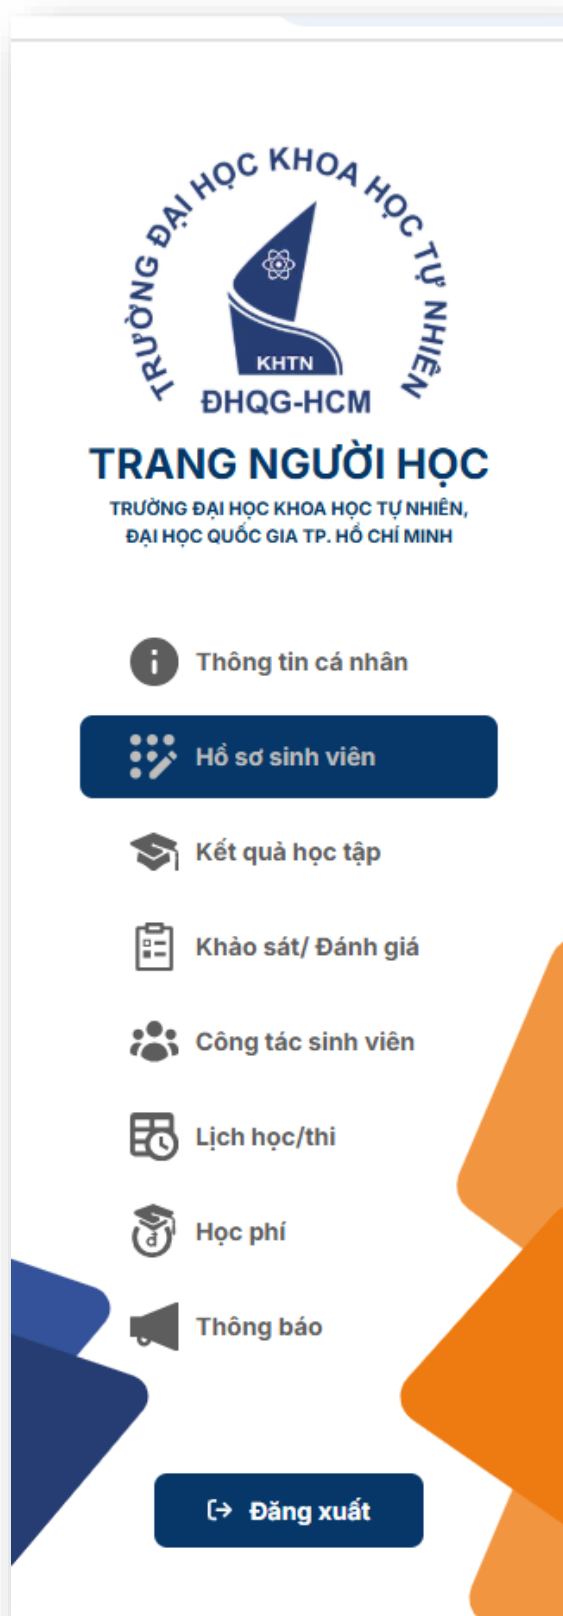 TRƯỜNG ĐẠI HỌC KHOA HỌC TỰ NHIÊN
KHTN
ĐHQG-HCM
TRANG NGƯỜI HỌC
TRƯỜNG ĐẠI HỌC KHOA HỌC TỰ NHIÊN,
ĐẠI HỌC QUỐC GIA TP. HỒ CHÍ MINH
Thông tin cá nhân
Hồ sơ sinh viên
Kết quả học tập
Khảo sát/ Đánh giá
Công tác sinh viên
Lịch học/thi
Học phí
Thông báo
Đăng xuất